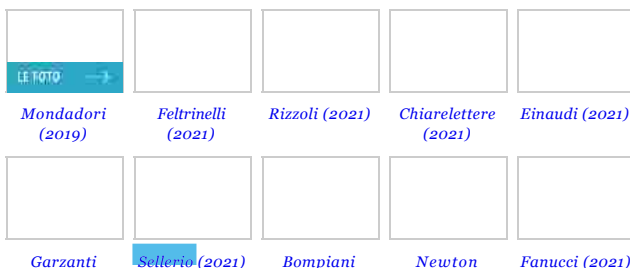 LE FOTO
Mondadori Feltrinelli Rizzoli (2021) Chiarelettere Einaudi (2021)
(2019) (2021) (2021)
Garzanti Sellerio (2021) Bompiani Newton Fanucci (2021)